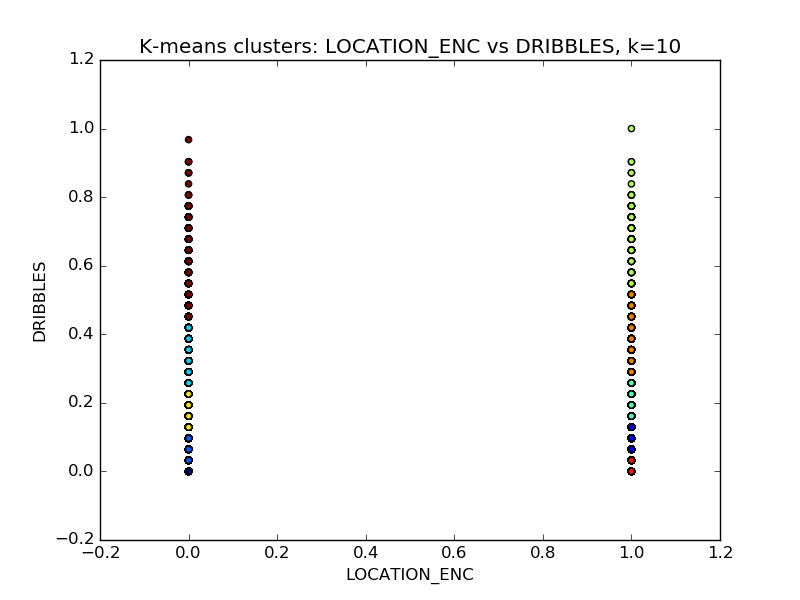 K-means clusters: LOCATION_ENC vs DRIBBLES, k=10
1.2
1.0
0.8
0.6
0.4
0.2
0.0
−0.2
DRIBBLES
−0.2 0.0 0.2 0.4 0.6 0.8 1.0 1.2
LOCATION_ENC